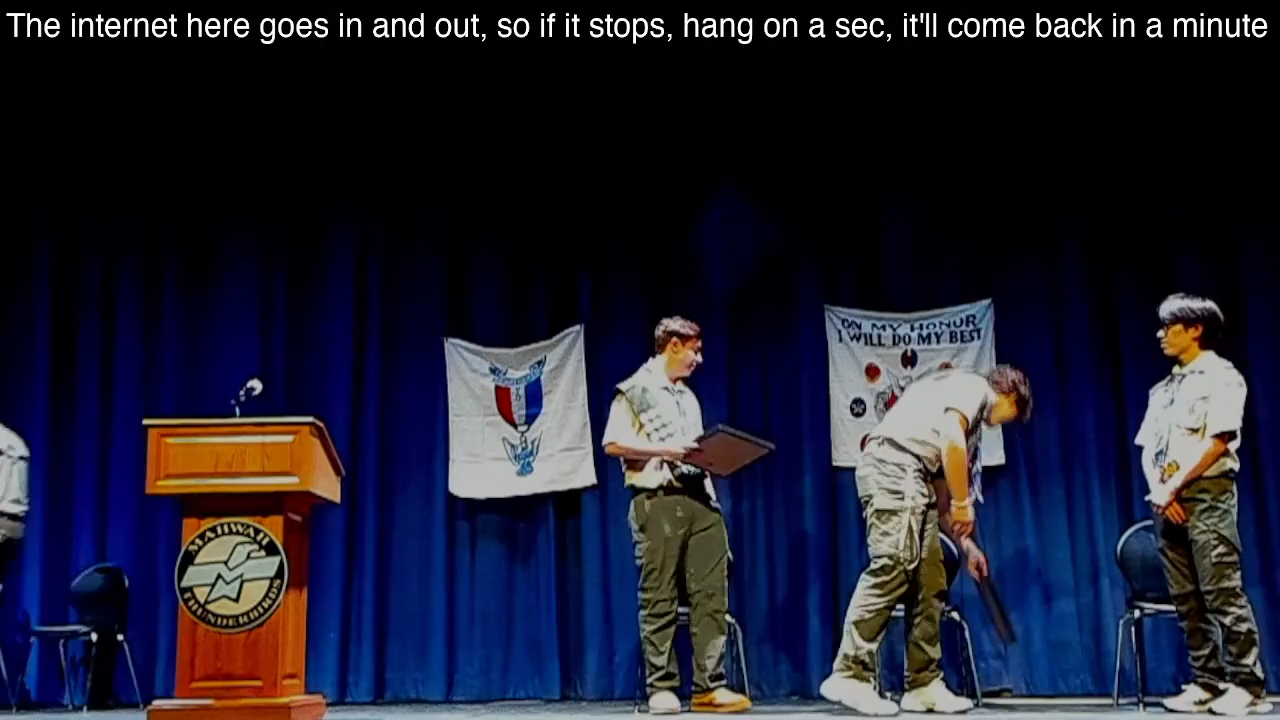 The internet here goes in and out, so if it stops, hang on a sec, it'll come back in a minute
ON MY HONOR
I WILL DO MY BEST
MAHWAH
M
THUNDERBIRDS